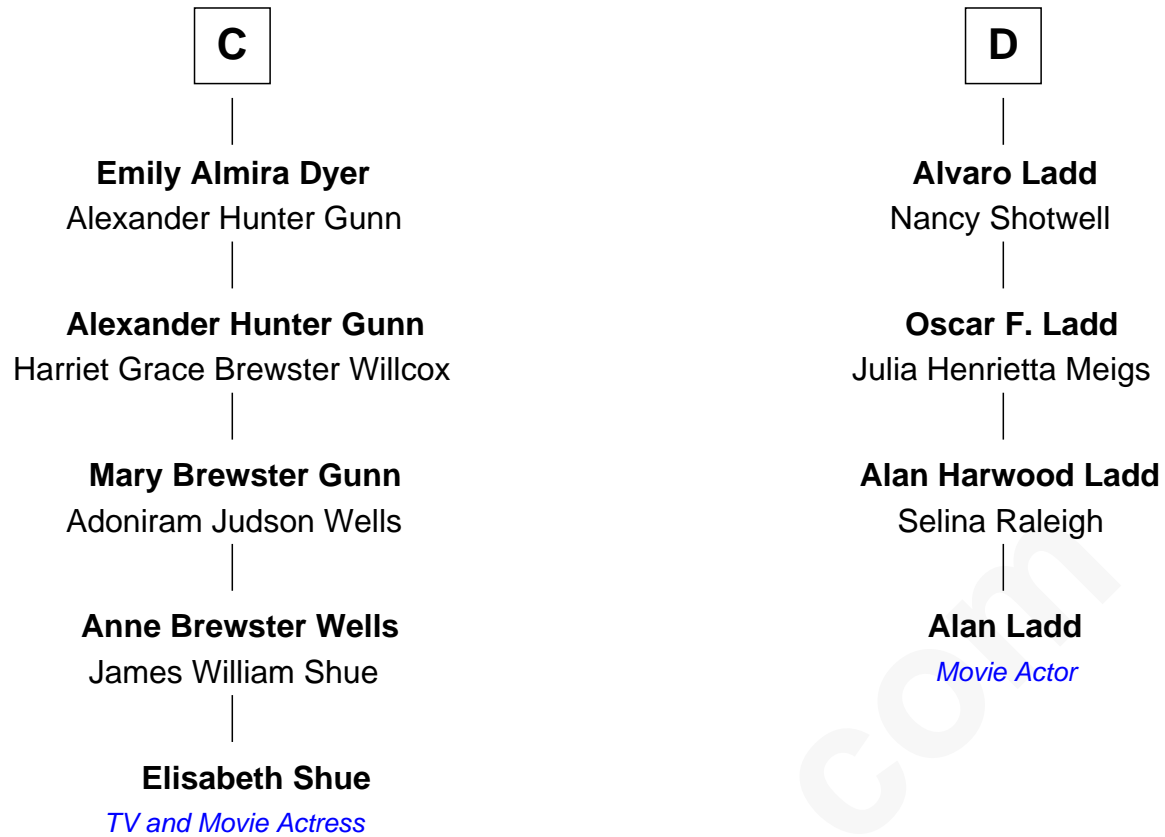 C
Emily Almira Dyer
Alexander Hunter Gunn
Alexander Hunter Gunn
Harriet Grace Brewster Willcox
Mary Brewster Gunn
Adoniram Judson Wells
Anne Brewster Wells
James William Shue
Elisabeth Shue
TV and Movie Actress
D
Alvaro Ladd
Nancy Shotwell
Oscar F. Ladd
Julia Henrietta Meigs
Alan Harwood Ladd
Selina Raleigh
Alan Ladd
Movie Actor
com